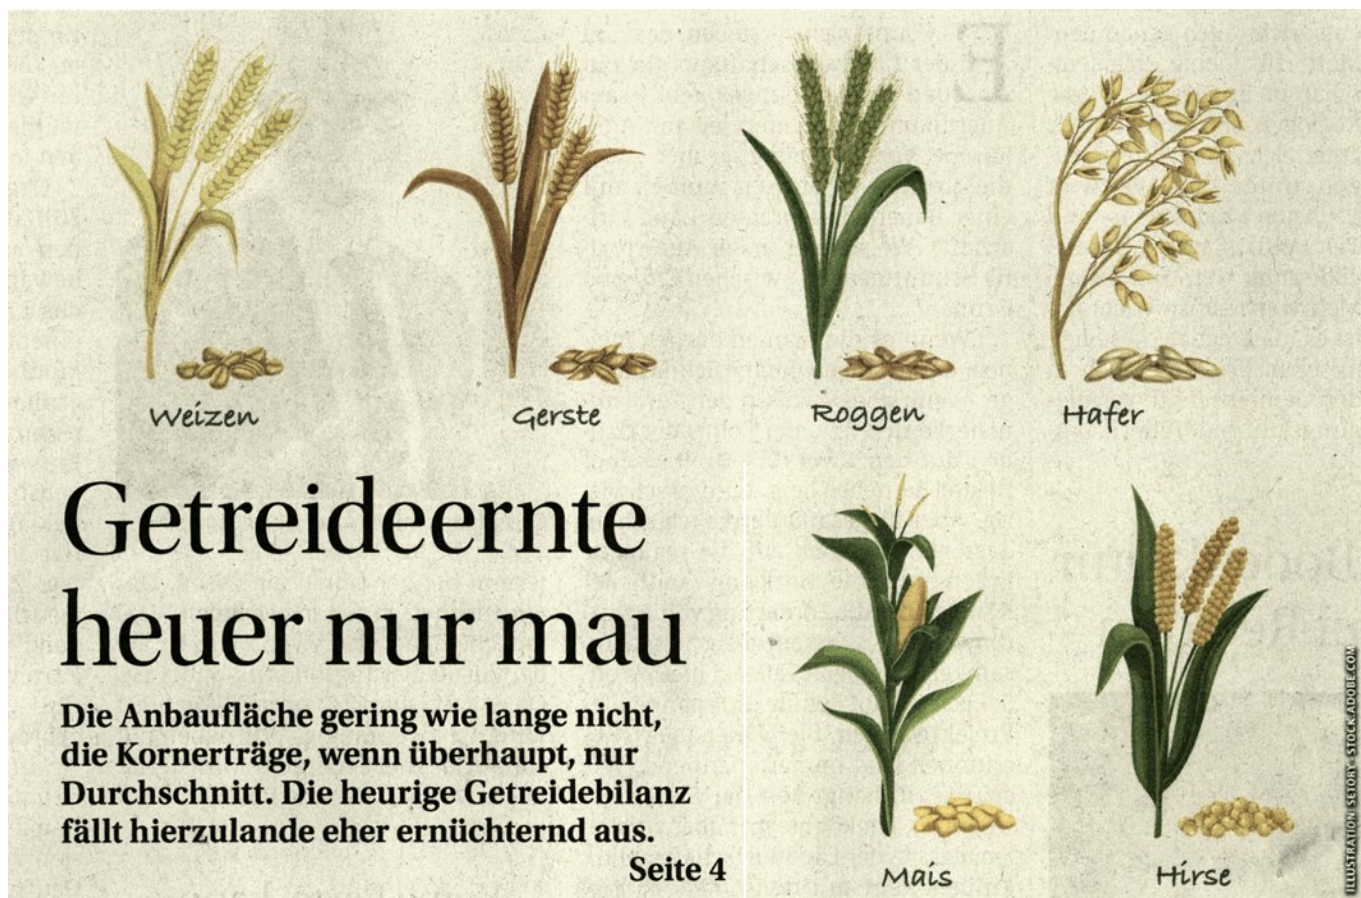 Weizen
Gerste
Roggen
Hafer
Getreideernte
heuer nur mau
Die Anbaufläche gering wie lange nicht,
die Kornerträge, wenn überhaupt, nur
Durchschnitt. Die heurige Getreidebilanz
fällt hierzulande eher ernüchternd aus.
Seite 4
Mais
Hirse
ILLUSTRATION: SETORY - STOCK.ADOBE.COM